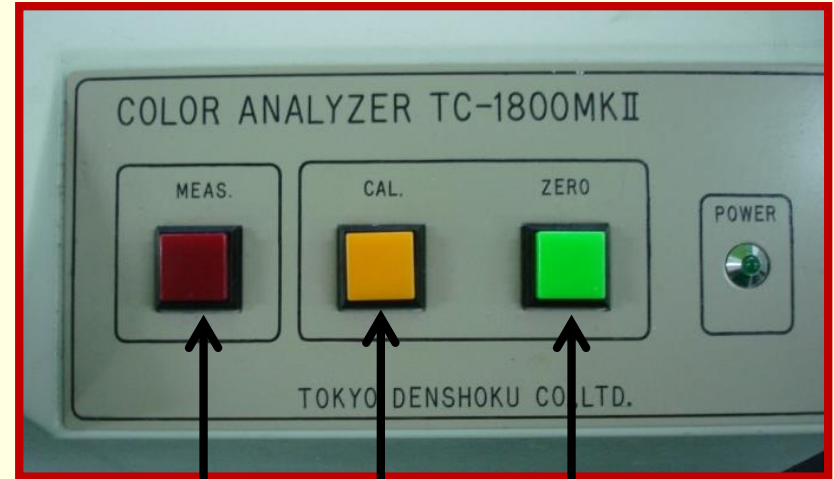 COLOR ANALYZER TC-1800MKⅡ
MEAS. CAL. ZERO
POWER
TOKYO DENSHOKU CO.,LTD.